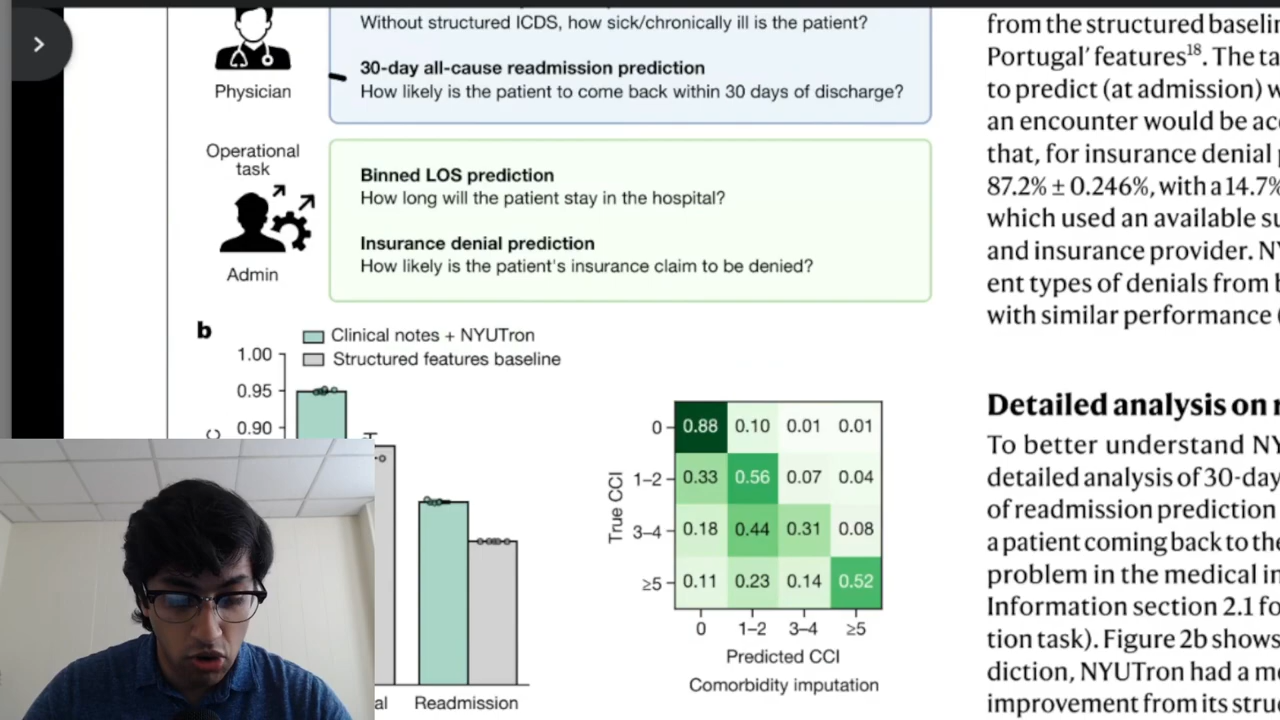 Without structured ICDS, how sick/chronically ill is the patient?
30-day all-cause readmission prediction
How likely is the patient to come back within 30 days of discharge?
Physician
Operational
task
Binned LOS prediction
How long will the patient stay in the hospital?
Insurance denial prediction
How likely is the patient's insurance claim to be denied?
Admin
b
Clinical notes + NYUTron
Structured features baseline
1.00
0.95
0.90
al
Readmission
True CCI
0
1–2
3–4
≥5
0.88 0.10 0.01 0.01
0.33 0.56 0.07 0.04
0.18 0.44 0.31 0.08
0.11 0.23 0.14 0.52
0 1–2 3–4 ≥5
Predicted CCI
Comorbidity imputation
from the structured baselin
Portugal’ features18. The ta
to predict (at admission) w
an encounter would be acc
that, for insurance denial p
87.2% ± 0.246%, with a 14.7%
which used an available su
and insurance provider. NY
ent types of denials from b
with similar performance (
Detailed analysis on r
To better understand NY
detailed analysis of 30-day
of readmission prediction
a patient coming back to the
problem in the medical in
Information section 2.1 fo
tion task). Figure 2b shows
diction, NYUTron had a me
improvement from its struc